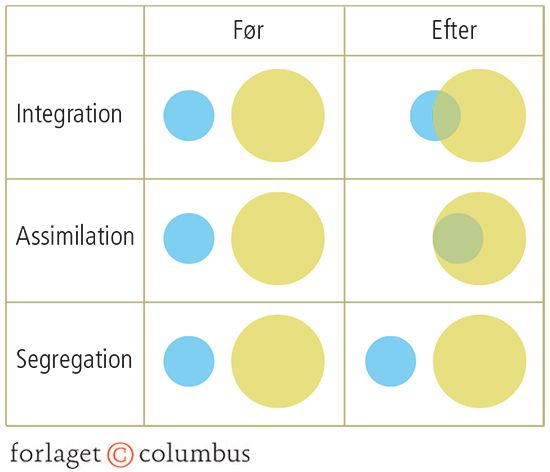 Før Efter
Integration
Assimilation
Segregation
forlaget © columbus